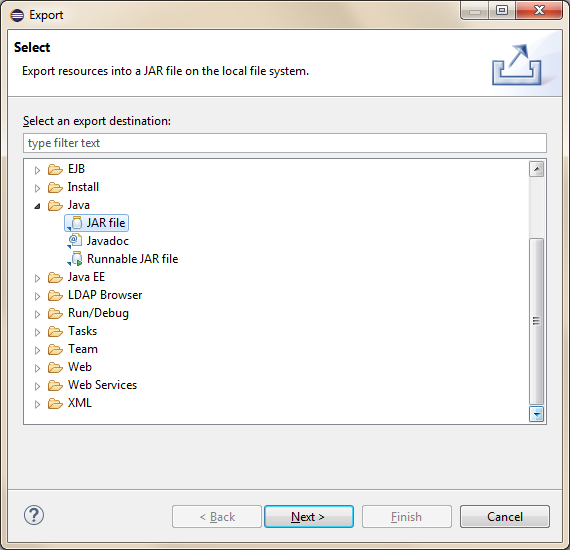 Export
Select
Export resources into a JAR file on the local file system.
Select an export destination:
type filter text
EJB
Install
Java
JAR file
Javadoc
Runnable JAR file
Java EE
LDAP Browser
Run/Debug
Tasks
Team
Web
Web Services
XML
? < Back Next > Finish Cancel